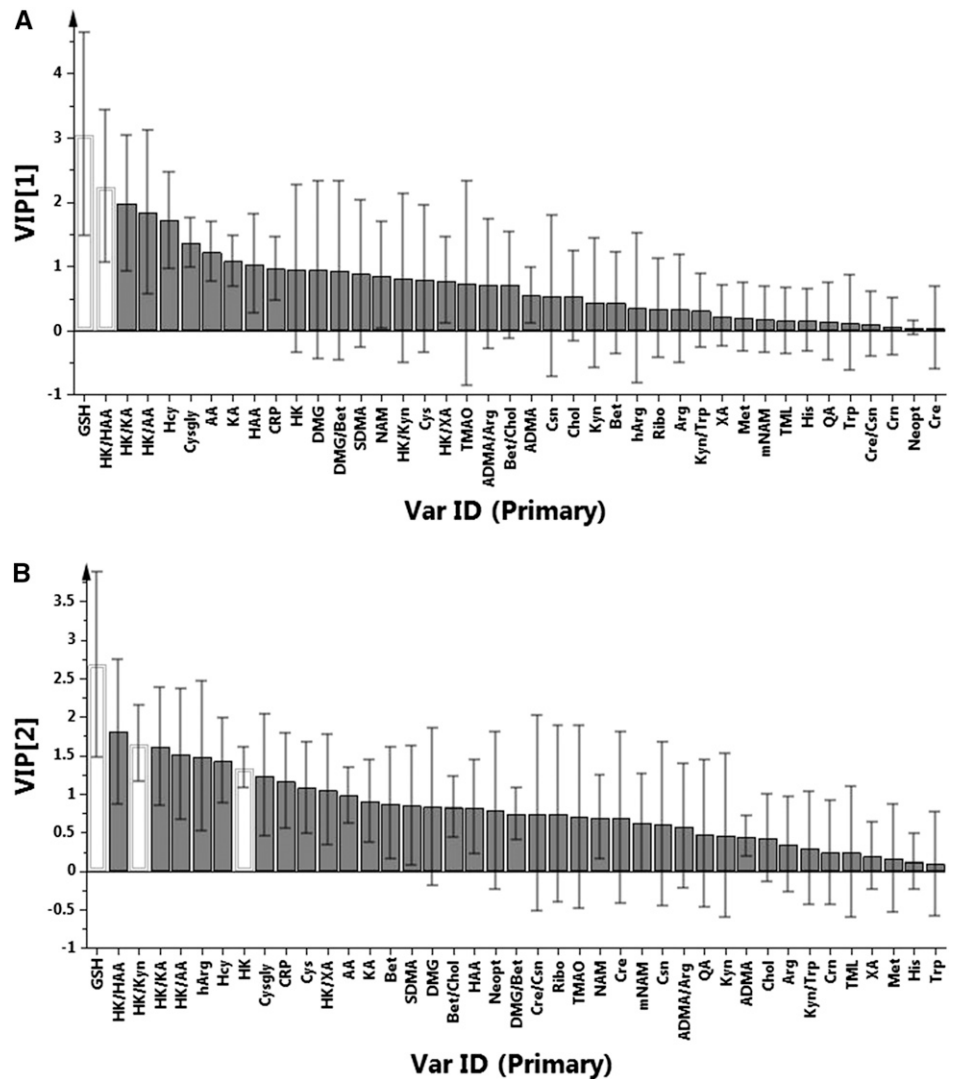 A
VIP[1]
4
3
2
1
0
-1
GSH
HK/HAA
HK/KA
HK/AA
Hcy
Cysgly
AA
KA
HAA
CRP
HK
DMG
DMG/Bet
SDMA
NAM
HK/Kyn
Cys
HK/XA
TMAO
ADMA/Arg
Bet/Chol
ADMA
Csn
Chol
Kyn
Bet
hArg
Ribo
Arg
Kyn/Trp
XA
Met
mNAM
TML
His
QA
Trp
Cre/Csn
Crn
Neopt
Cre
Var ID (Primary)
B
VIP[2]
3.5
3
2.5
2
1.5
1
0.5
0
-0.5
-1
GSH
HK/HAA
HK/Kyn
HK/KA
HK/AA
hArg
Hcy
HK
Cysgly
CRP
Cys
HK/XA
AA
KA
Bet
SDMA
DMG
Bet/Chol
HAA
Neopt
DMG/Bet
Cre/Csn
Ribo
TMAO
NAM
Cre
mNAM
Csn
ADMA/Arg
QA
Kyn
ADMA
Chol
Arg
Kyn/Trp
Crn
TML
XA
Met
His
Trp
Var ID (Primary)